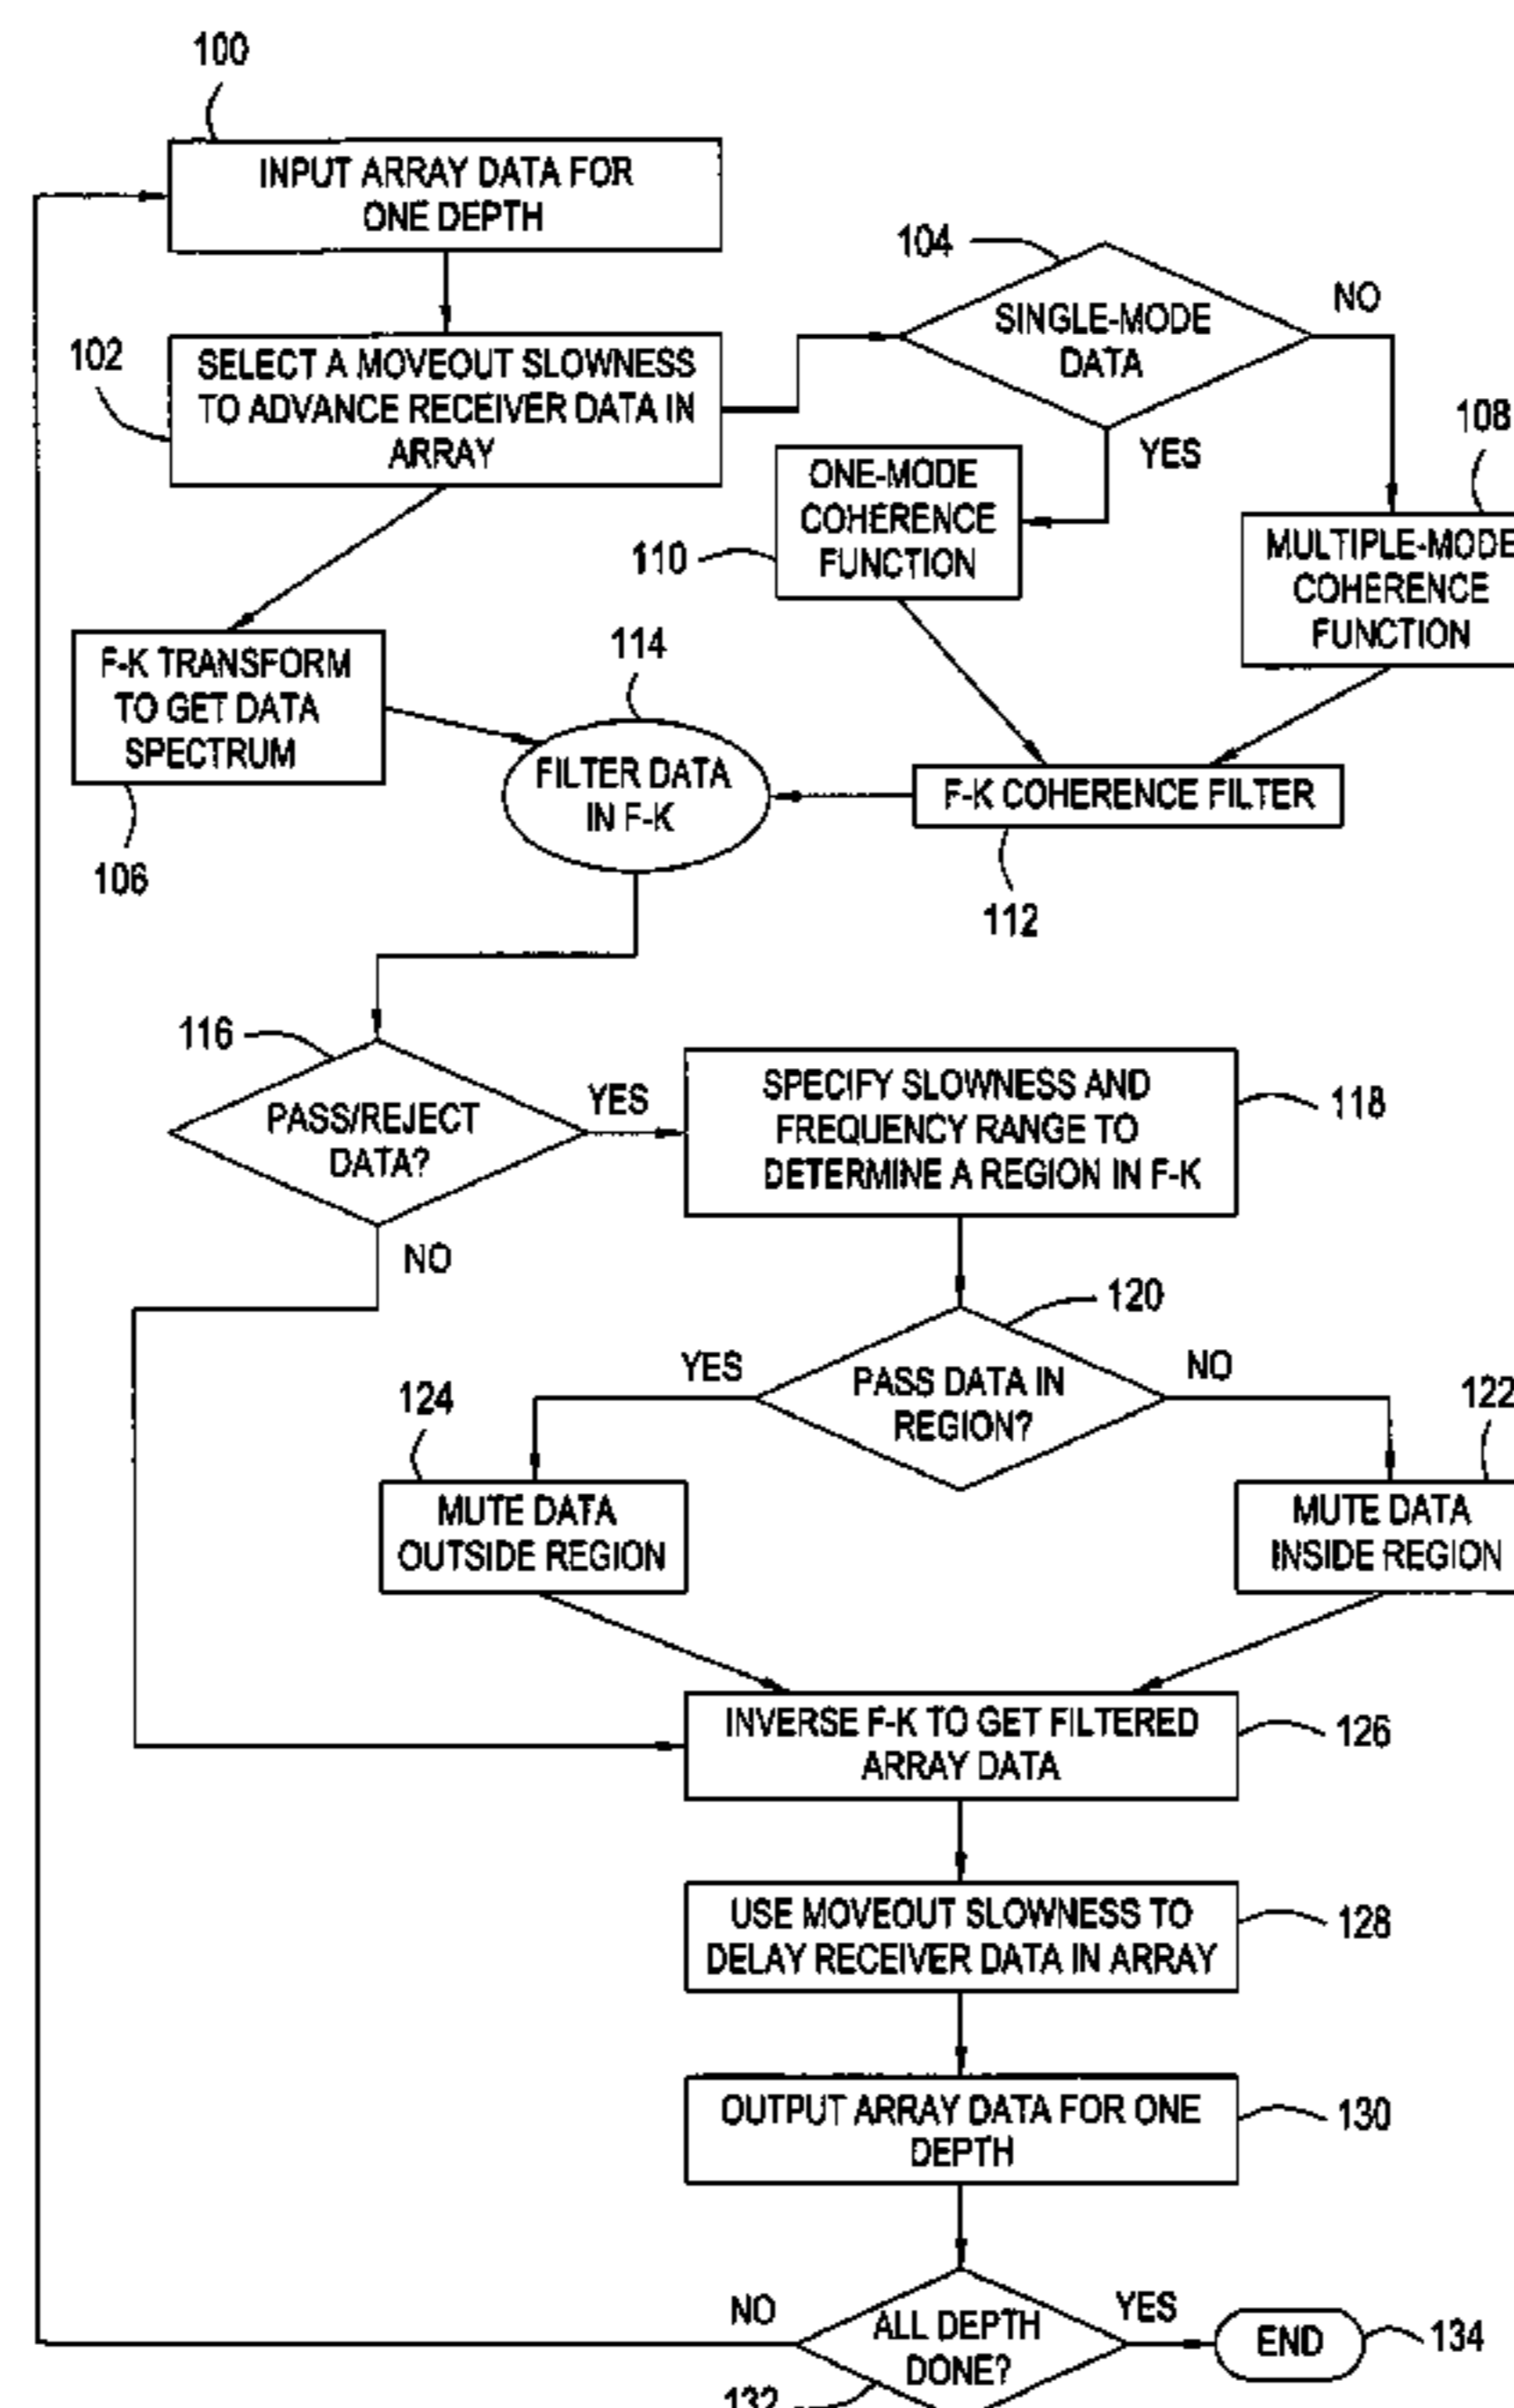 100
INPUT ARRAY DATA FOR
ONE DEPTH
102
SELECT A MOVEOUT SLOWNESS
TO ADVANCE RECEIVER DATA IN
ARRAY
104
SINGLE-MODE
DATA
NO
YES
108
MULTIPLE-MODE
COHERENCE
FUNCTION
110
ONE-MODE
COHERENCE
FUNCTION
F-K TRANSFORM
TO GET DATA
SPECTRUM
106
114
FILTER DATA
IN F-K
F-K COHERENCE FILTER
112
116
PASS/REJECT
DATA?
YES
NO
SPECIFY SLOWNESS AND
FREQUENCY RANGE TO
DETERMINE A REGION IN F-K
118
120
PASS DATA IN
REGION?
YES
NO
124
MUTE DATA
OUTSIDE REGION
122
MUTE DATA
INSIDE REGION
INVERSE F-K TO GET FILTERED
ARRAY DATA
126
USE MOVEOUT SLOWNESS TO
DELAY RECEIVER DATA IN ARRAY
128
OUTPUT ARRAY DATA FOR ONE
DEPTH
130
NO
ALL DEPTH
DONE?
YES
END
134
132